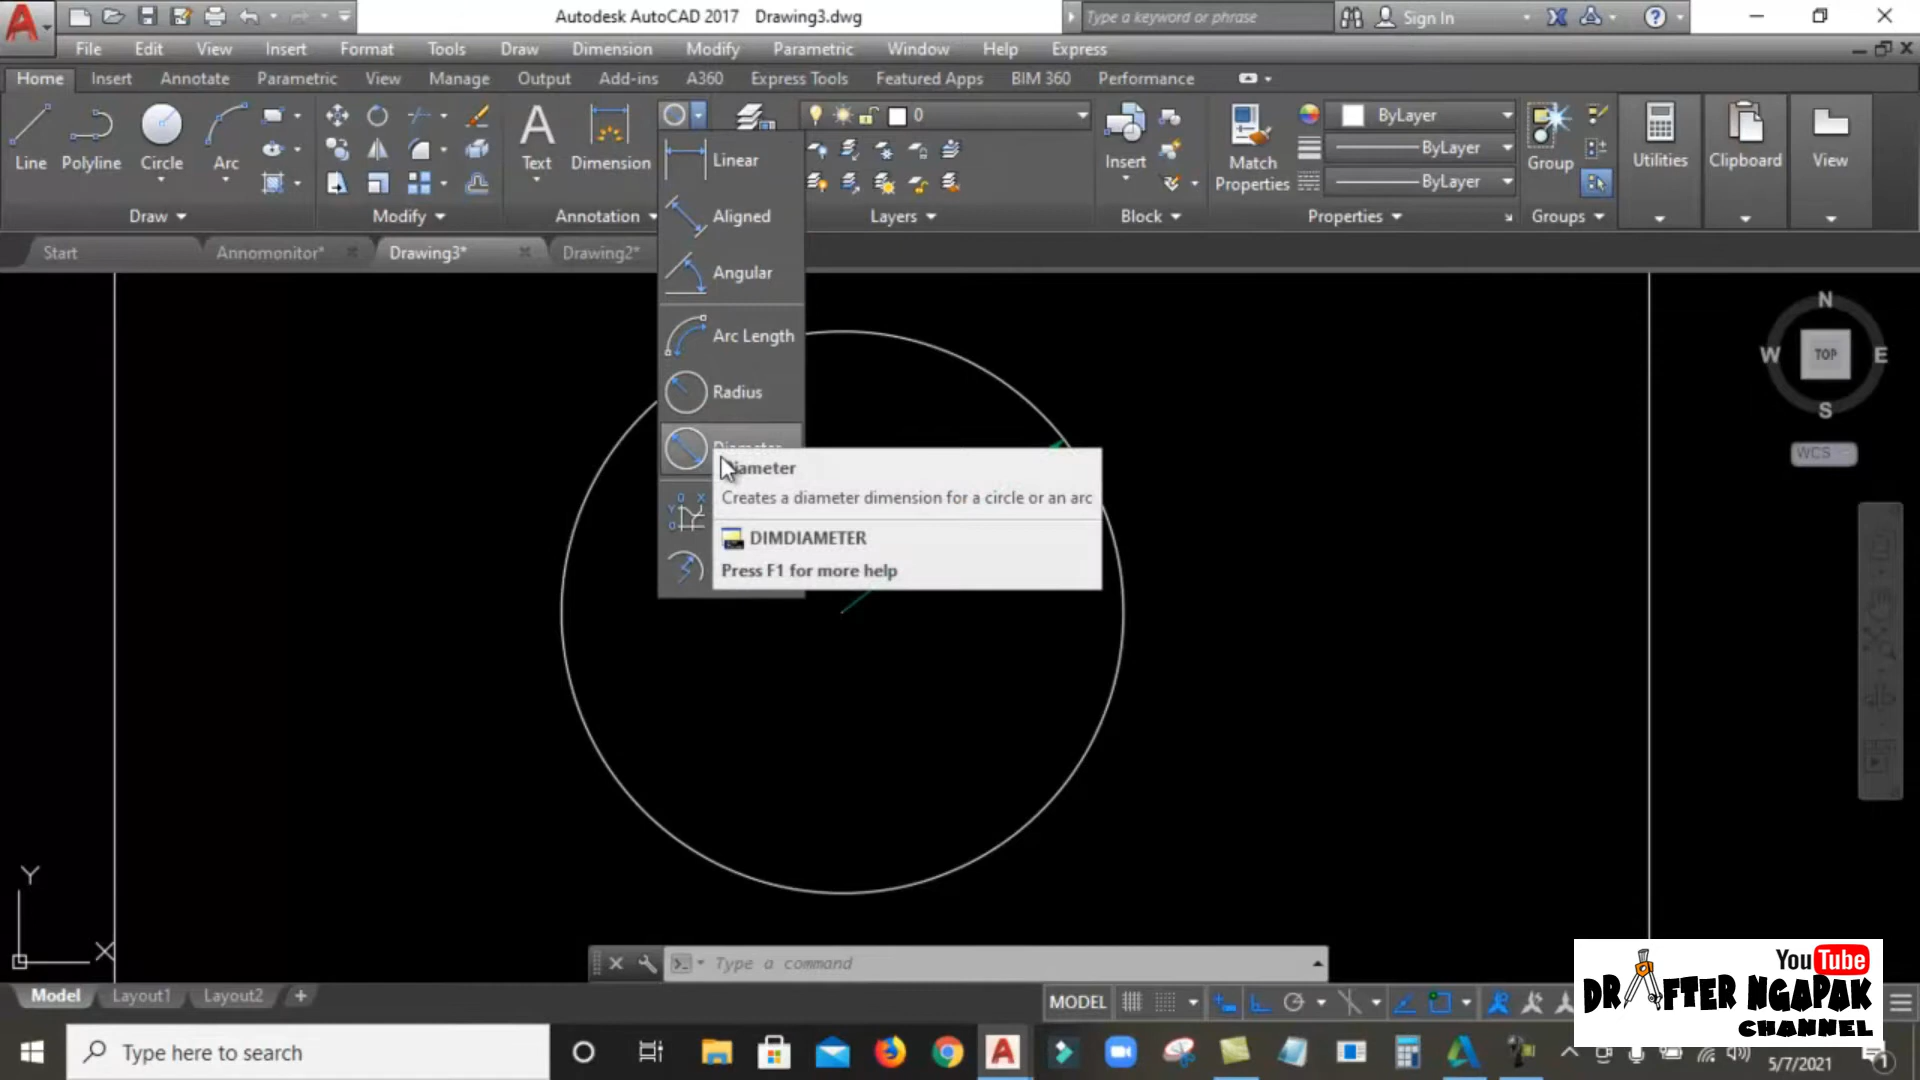 Autodesk AutoCAD 2017 Drawing3.dwg
Type a keyword or phrase
Sign In
File Edit View Insert Format Tools Draw Dimension Modify Parametric Window Help Express
Home Insert Annotate Parametric View Manage Output Add-ins A360 Express Tools Featured Apps BIM 360 Performance
Line Polyline Circle Arc
Text Dimension
0
Insert
Match
Properties
ByLayer
ByLayer
ByLayer
Group
Utilities Clipboard View
Draw Modify Annotation Layers Block Properties Groups
Start Annomonitor* Drawing3* Drawing2*
Linear
Aligned
Angular
Arc Length
Radius
Diameter
Diameter
Creates a diameter dimension for a circle or an arc
DIMDIAMETER
Press F1 for more help
N
W TOP E
S
WCS
Y
X
Type a command
Model Layout1 Layout2 +
MODEL
You Tube
DRAFTER NGAPAK
CHANNEL
Type here to search
5/7/2021
1